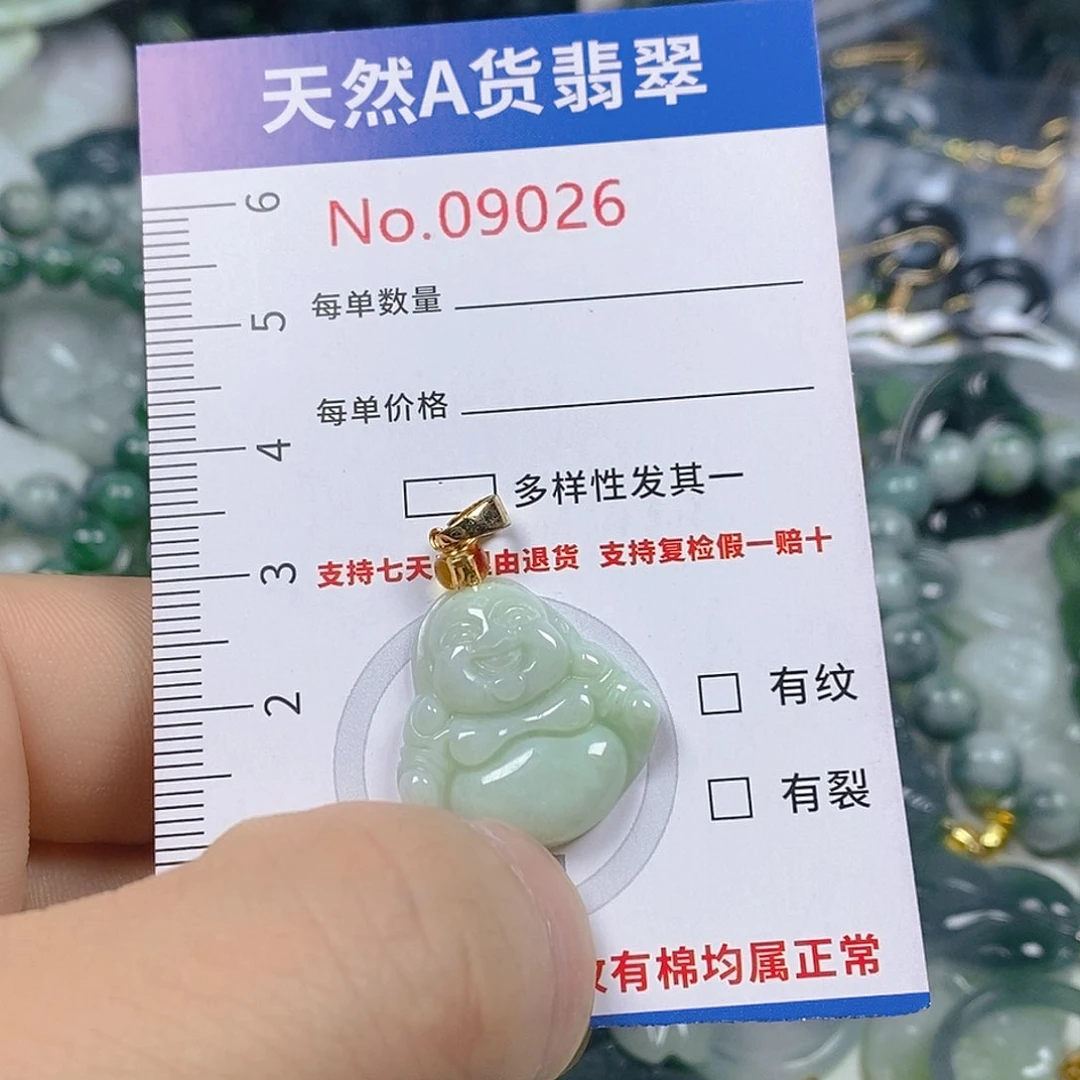 天然A货翡翠
No.09026
6
每单数量
5
每单价格
4
多样性发其一
3
支持七天 由退货 支持复检假一赔十
2
有纹
有裂
有棉均属正常